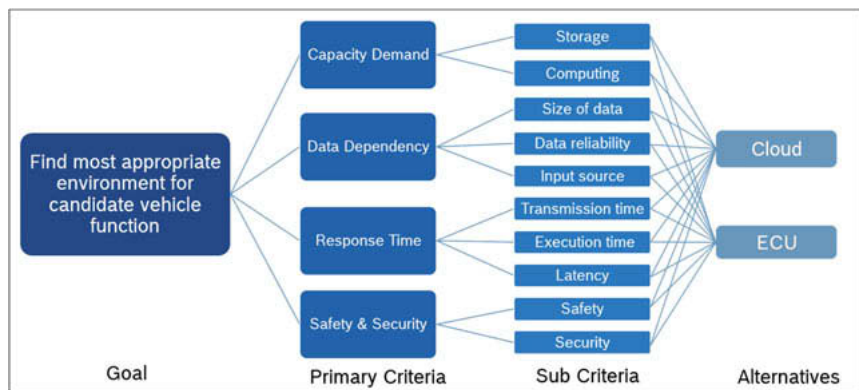 Find most appropriate
environment for
candidate vehicle
function
Capacity Demand
Data Dependency
Response Time
Safety & Security
Storage
Computing
Size of data
Data reliability
Input source
Transmission time
Execution time
Latency
Safety
Security
Cloud
ECU
Goal
Primary Criteria
Sub Criteria
Alternatives